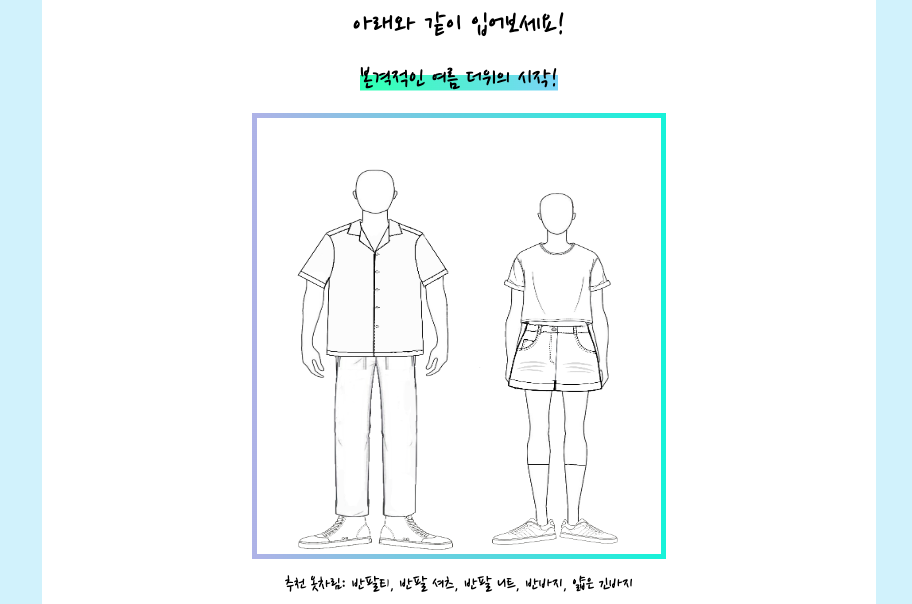 아래와 같이 입어보세요!
본격적인 여름 더위의 시작!
추천 옷차림: 반팔티, 반팔 셔츠, 반팔 니트, 반바지, 얇은 긴바지